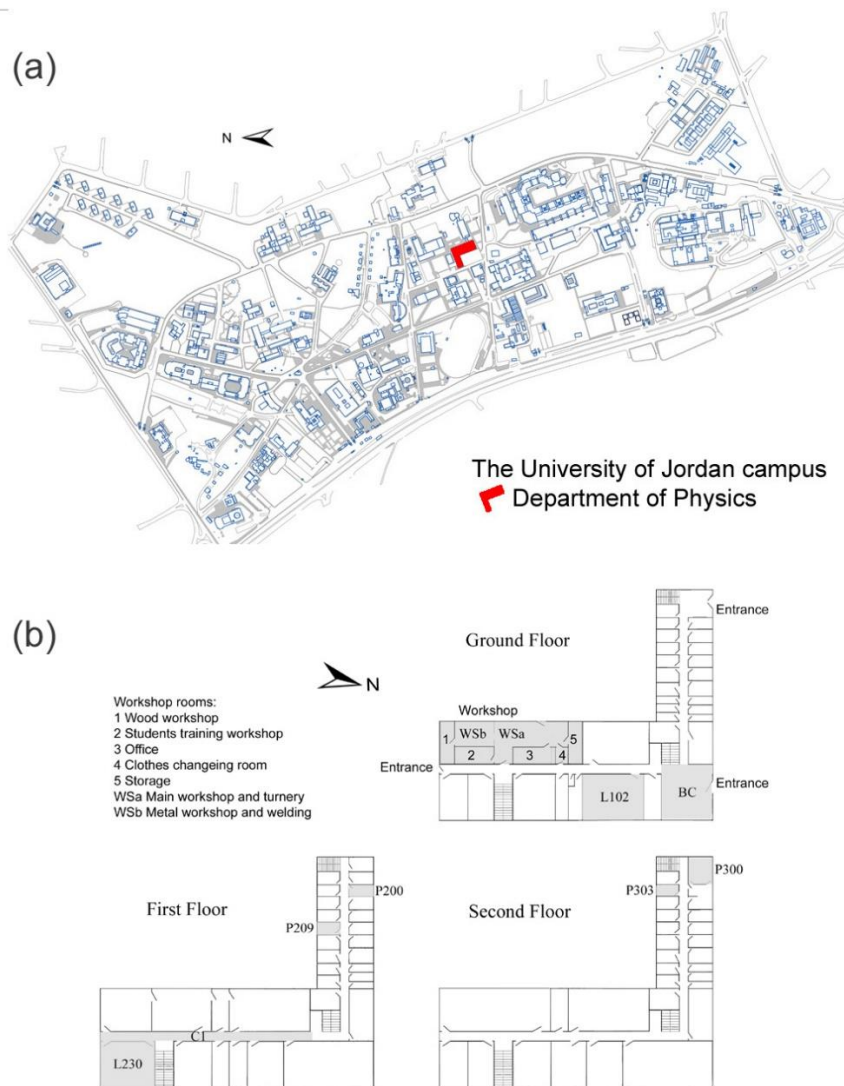 (a)
N
The University of Jordan campus
Department of Physics
(b)
N
Workshop rooms:
1 Wood workshop
2 Students training workshop
3 Office
4 Clothes changeing room
5 Storage
WSa Main workshop and turnery
WSb Metal workshop and welding
Ground Floor
Entrance
Workshop
1
WSb
WSa
5
2
3
4
Entrance
L102
BC
Entrance
First Floor
P200
P209
C1
L230
Second Floor
P303
P300